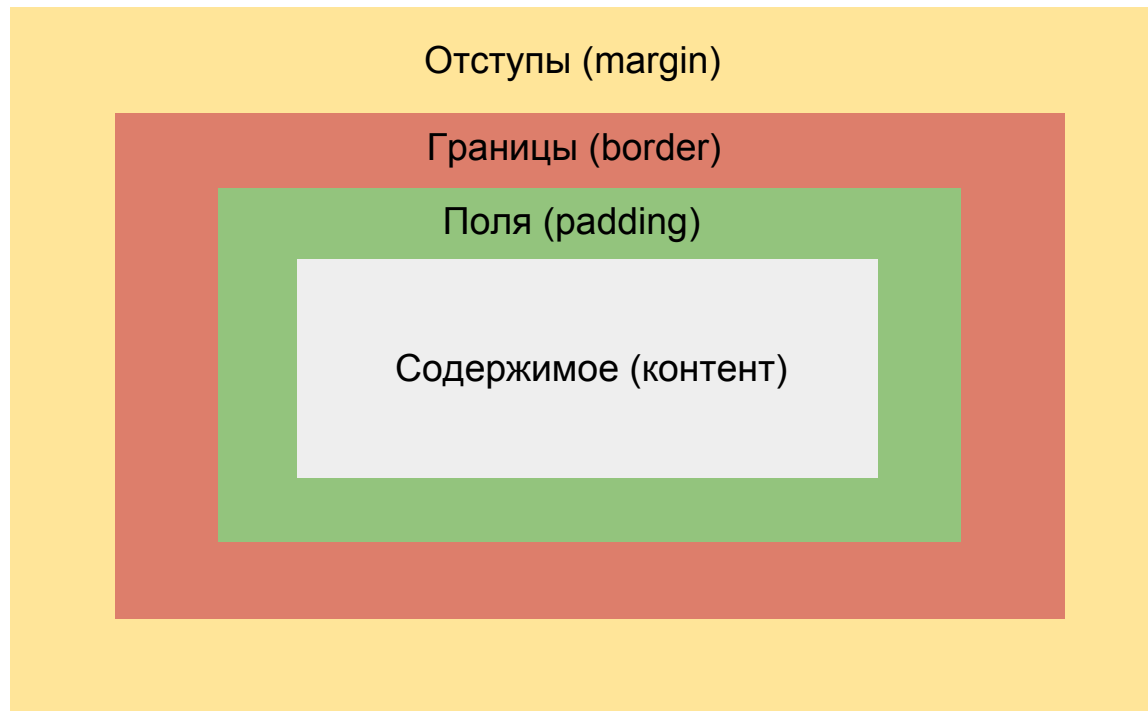 Отступы (margin)
Границы (border)
Поля (padding)
Содержимое (контент)